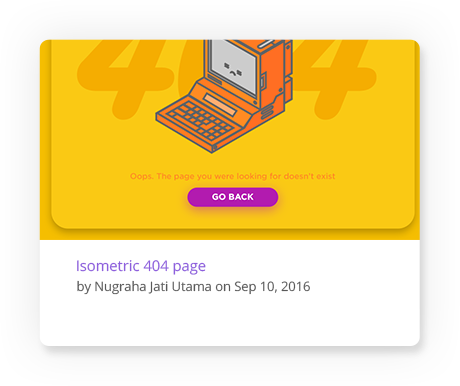 404
Oops. The page you were looking for doesn't exist
GO BACK
Isometric 404 page
by Nugraha Jati Utama on Sep 10, 2016